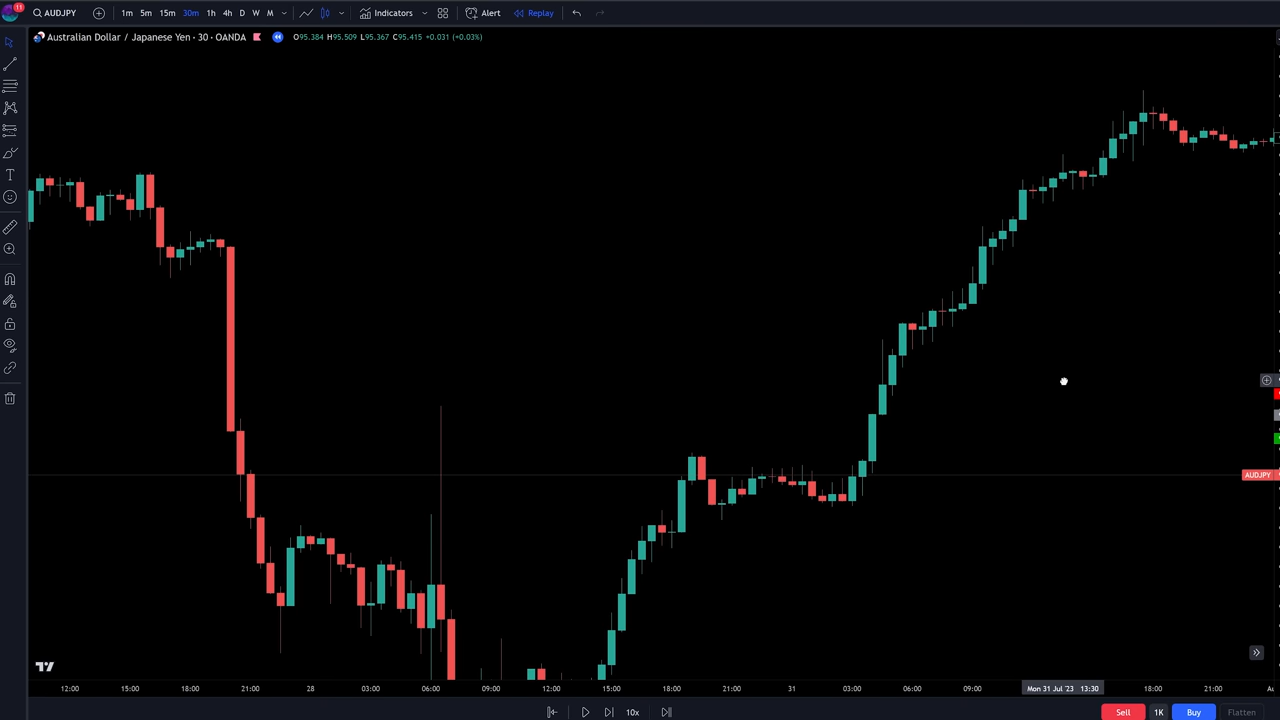 11 AUDJPY 1m 5m 15m 30m 1h 4h D W M Indicators Alert Replay
Australian Dollar / Japanese Yen · 30 · OANDA O95.384 H95.509 L95.367 C95.415 +0.031 (+0.03%)
AUDJPY
12:00 15:00 18:00 21:00 28 03:00 06:00 09:00 12:00 15:00 18:00 21:00 31 03:00 06:00 09:00 Mon 31 Jul '23 13:30 18:00 21:00
10x Sell 1K Buy Flatten